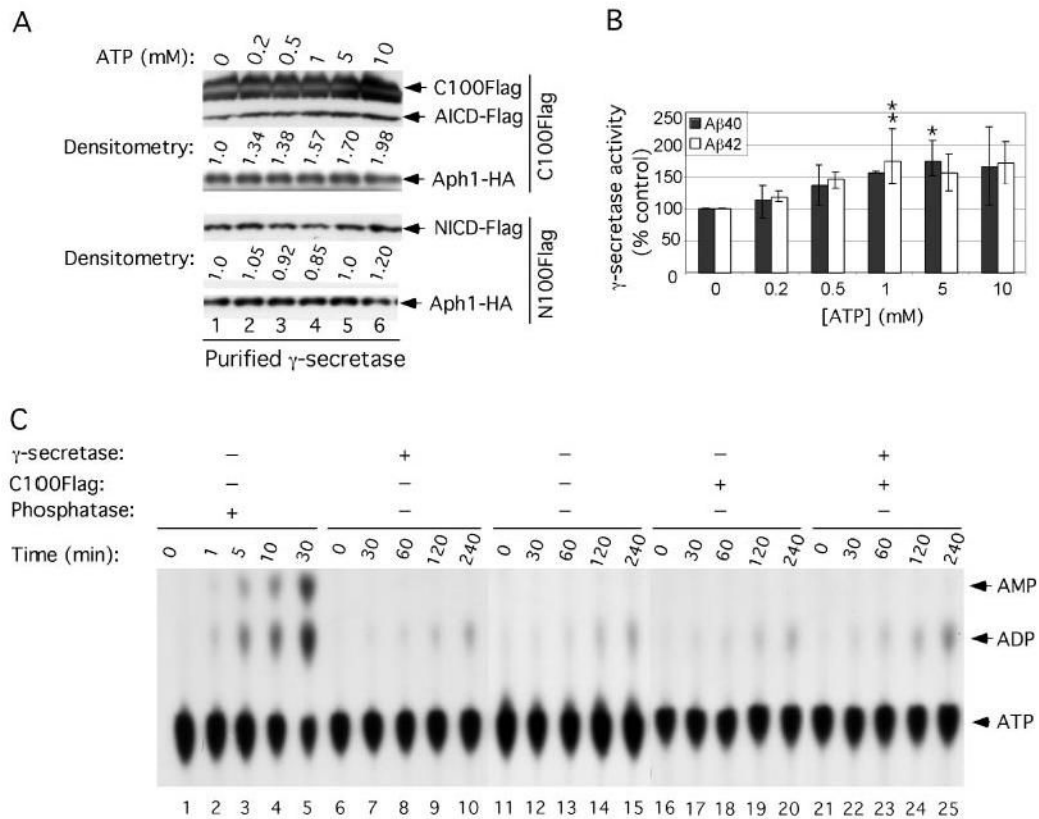 A
ATP (mM): 0 0.2 0.5 1 5 10
C100Flag
AICD-Flag
Densitometry: 1.0 1.34 1.38 1.57 1.70 1.98
Aph1-HA
C100Flag
NICD-Flag
Densitometry: 1.0 1.05 0.92 0.85 1.0 1.20
Aph1-HA
N100Flag
1 2 3 4 5 6
Purified γ-secretase
B
γ-secretase activity
(% control)
250
200
150
100
50
0
Aβ40
Aβ42
*
*
*
0 0.2 0.5 1 5 10
[ATP] (mM)
C
γ-secretase: – + – – +
C100Flag: – – – + +
Phosphatase: + – – – –
Time (min): 0 1 5 10 30 0 30 60 120 240 0 30 60 120 240 0 30 60 120 240 0 30 60 120 240
AMP
ADP
ATP
1 2 3 4 5 6 7 8 9 10 11 12 13 14 15 16 17 18 19 20 21 22 23 24 25